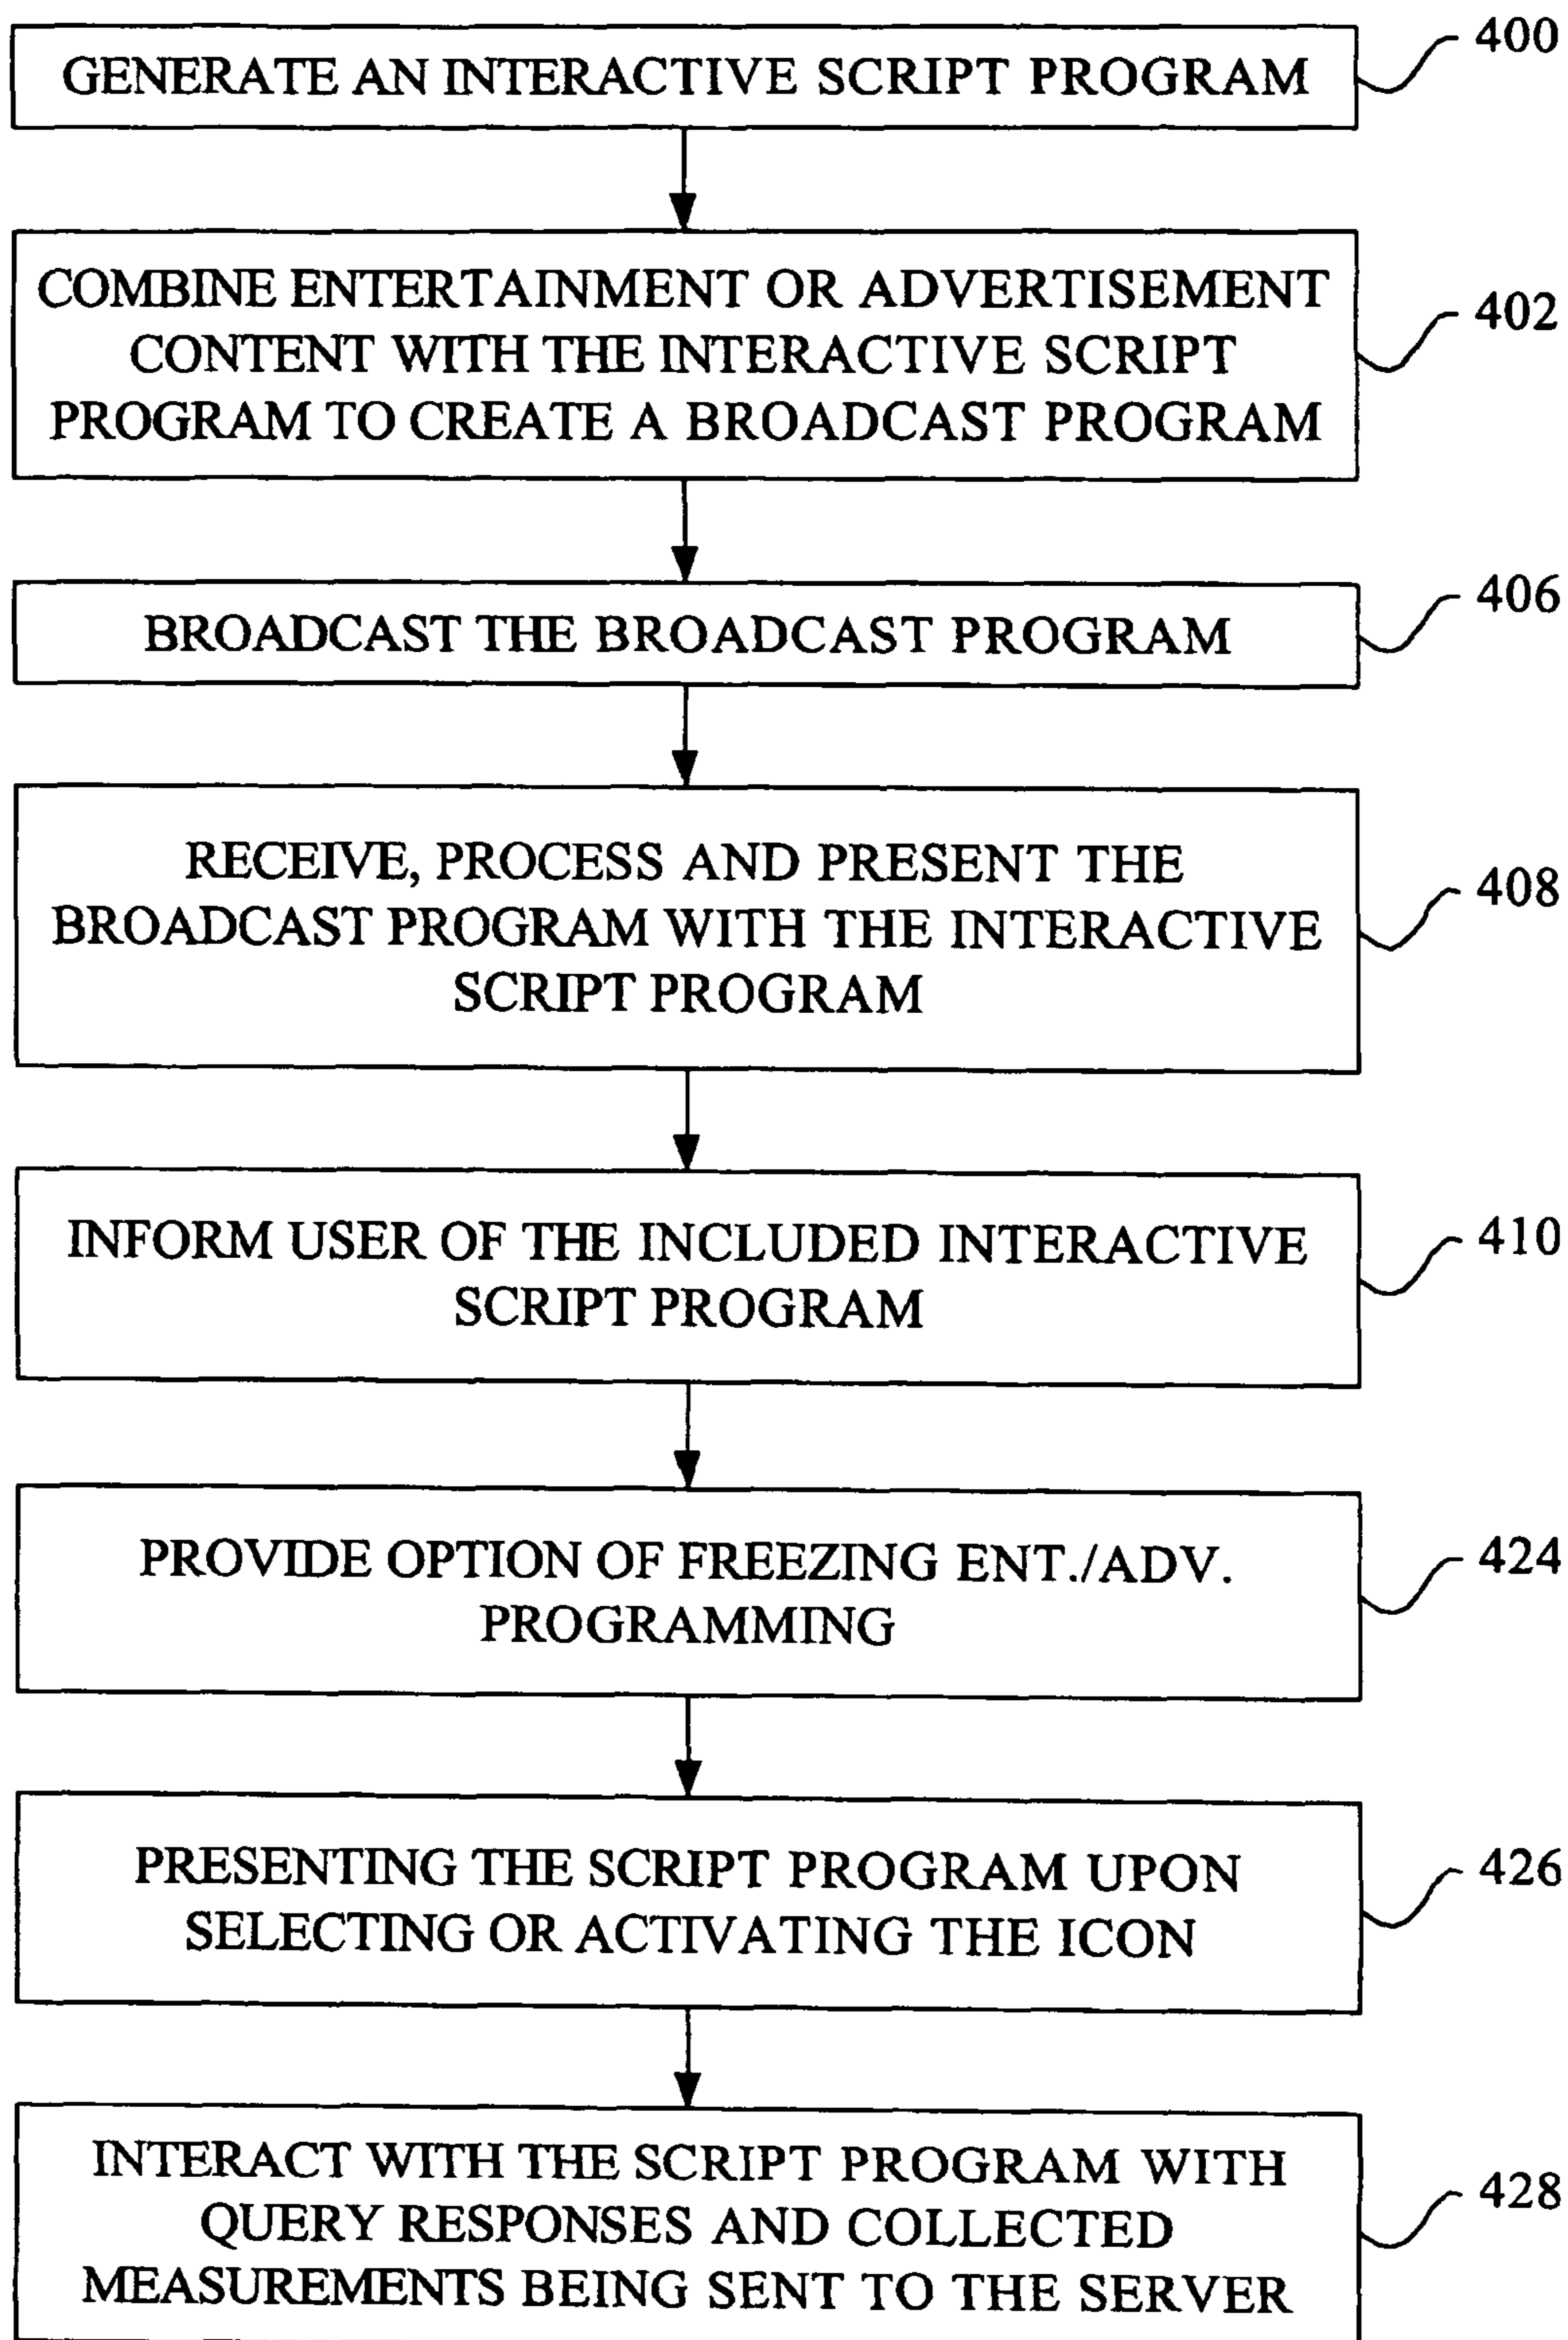 GENERATE AN INTERACTIVE SCRIPT PROGRAM
400
COMBINE ENTERTAINMENT OR ADVERTISEMENT
CONTENT WITH THE INTERACTIVE SCRIPT
PROGRAM TO CREATE A BROADCAST PROGRAM
402
BROADCAST THE BROADCAST PROGRAM
406
RECEIVE, PROCESS AND PRESENT THE
BROADCAST PROGRAM WITH THE INTERACTIVE
SCRIPT PROGRAM
408
INFORM USER OF THE INCLUDED INTERACTIVE
SCRIPT PROGRAM
410
PROVIDE OPTION OF FREEZING ENT./ADV.
PROGRAMMING
424
PRESENTING THE SCRIPT PROGRAM UPON
SELECTING OR ACTIVATING THE ICON
426
INTERACT WITH THE SCRIPT PROGRAM WITH
QUERY RESPONSES AND COLLECTED
MEASUREMENTS BEING SENT TO THE SERVER
428